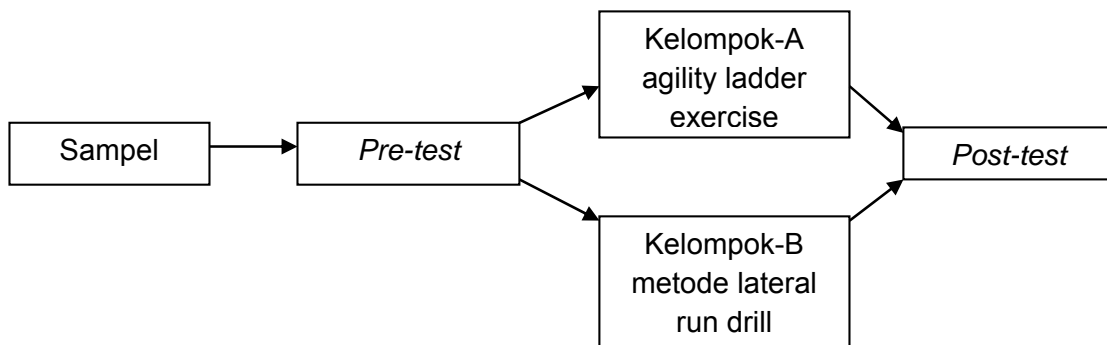 Sampel
Pre-test
Kelompok-A
agility ladder
exercise
Kelompok-B
metode lateral
run drill
Post-test